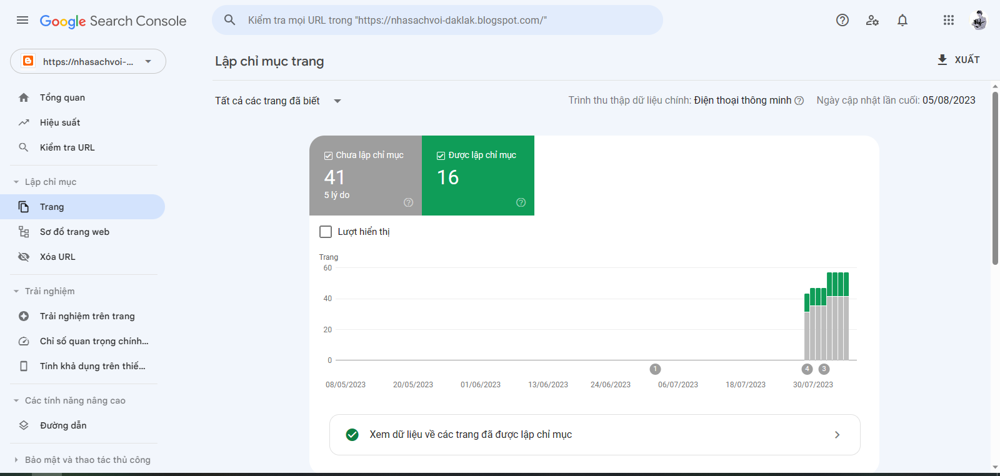 Google Search Console
Kiểm tra mọi URL trong "https://nhasachvoi-daklak.blogspot.com/"
https://nhasachvoi-...
Lập chỉ mục trang
XUẤT
Tổng quan
Hiệu suất
Kiểm tra URL
Lập chỉ mục
Trang
Sơ đồ trang web
Xóa URL
Trải nghiệm
Trải nghiệm trên trang
Chỉ số quan trọng chính...
Tính khả dụng trên thiế...
Các tính năng nâng cao
Đường dẫn
Bảo mật và thao tác thủ công
Tất cả các trang đã biết
Trình thu thập dữ liệu chính: Điện thoại thông minh
Ngày cập nhật lần cuối: 05/08/2023
Chưa lập chỉ mục
41
5 lý do
Được lập chỉ mục
16
Lượt hiển thị
Trang
60
40
20
0
1
4
3
08/05/2023
20/05/2023
01/06/2023
13/06/2023
24/06/2023
06/07/2023
18/07/2023
30/07/2023
Xem dữ liệu về các trang đã được lập chỉ mục